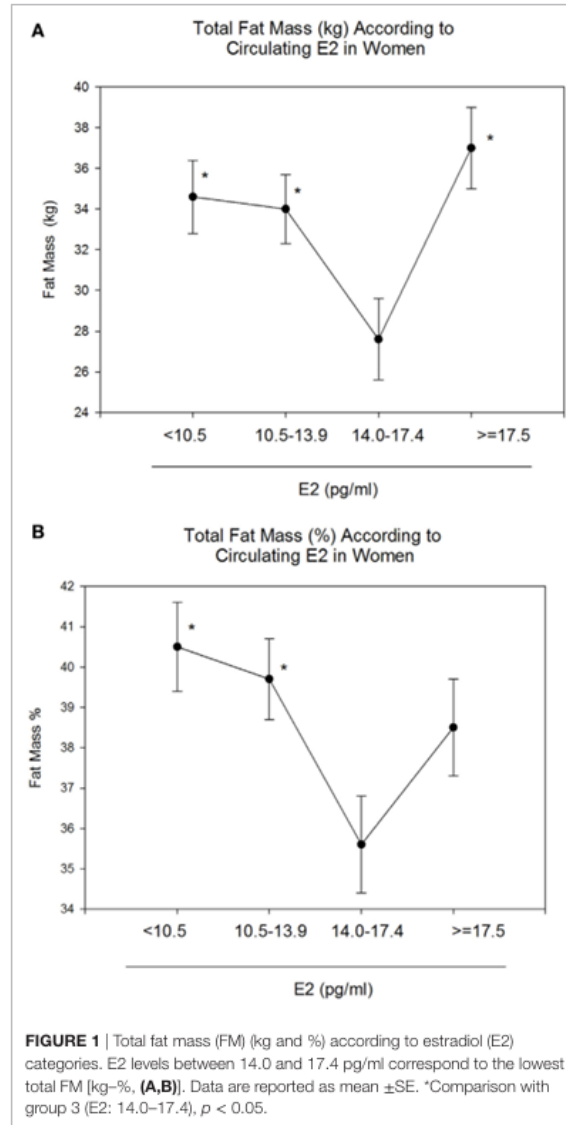 A
Total Fat Mass (kg) According to
Circulating E2 in Women
Fat Mass (kg)
40
38
36
34
32
30
28
26
24
*
*
*
<10.5
10.5-13.9
14.0-17.4
>=17.5
E2 (pg/ml)
B
Total Fat Mass (%) According to
Circulating E2 in Women
Fat Mass %
42
41
40
39
38
37
36
35
34
*
*
<10.5
10.5-13.9
14.0-17.4
>=17.5
E2 (pg/ml)
FIGURE 1 | Total fat mass (FM) (kg and %) according to estradiol (E2)
categories. E2 levels between 14.0 and 17.4 pg/ml correspond to the lowest
total FM [kg–%, (A,B)]. Data are reported as mean ±SE. *Comparison with
group 3 (E2: 14.0–17.4), p < 0.05.